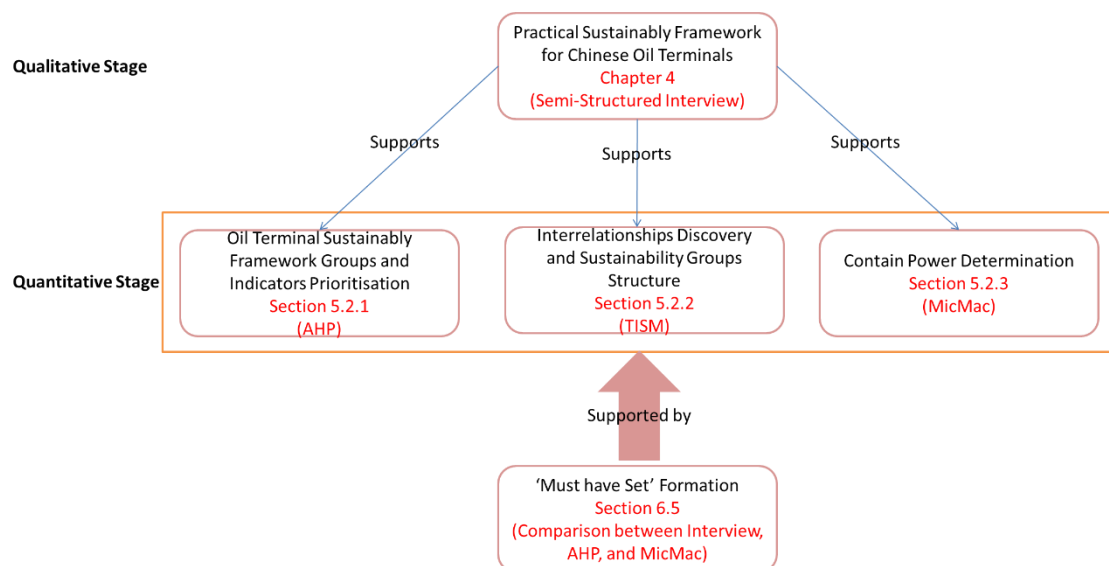 Practical Sustainably Framework
for Chinese Oil Terminals
Chapter 4
(Semi-Structured Interview)
Qualitative Stage
Supports
Supports
Supports
Quantitative Stage
Oil Terminal Sustainably
Framework Groups and
Indicators Prioritisation
Section 5.2.1
(AHP)
Interrelationships Discovery
and Sustainability Groups
Structure
Section 5.2.2
(TISM)
Contain Power Determination
Section 5.2.3
(MicMac)
Supported by
‘Must have Set’ Formation
Section 6.5
(Comparison between Interview,
AHP, and MicMac)